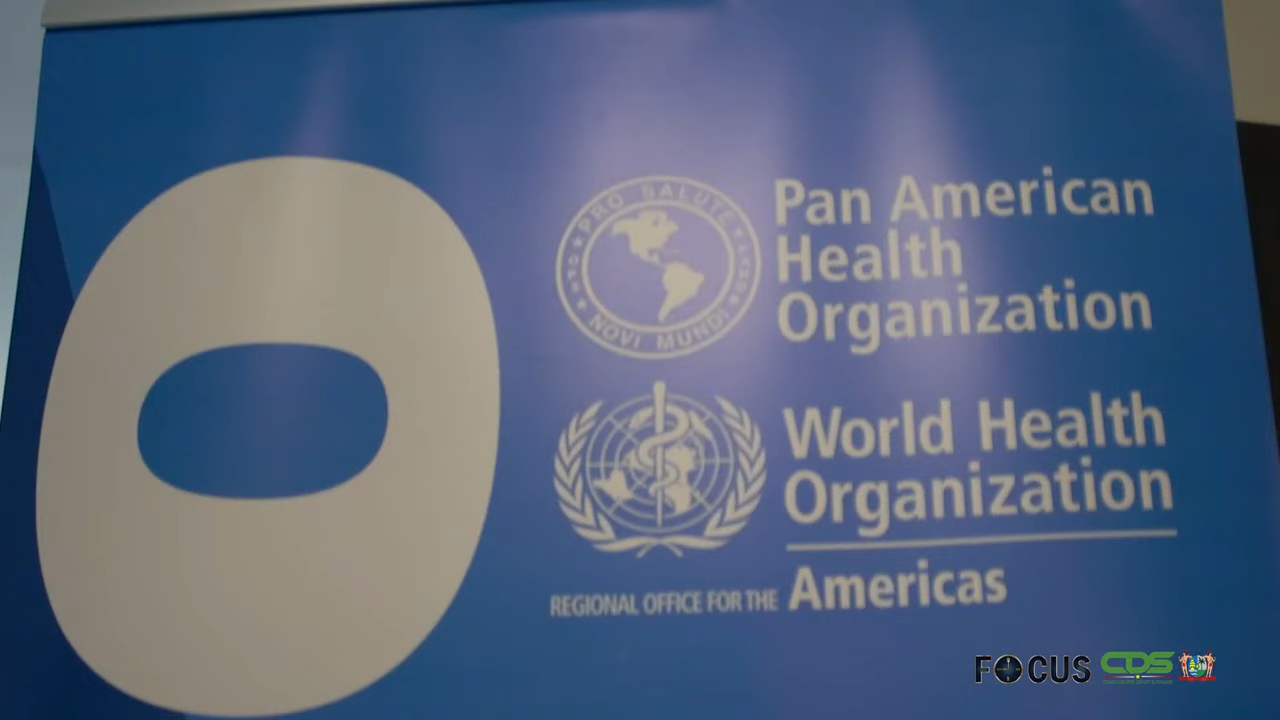 PRO SALUTE
NOVI MUNDI
Pan American
Health
Organization
World Health
Organization
REGIONAL OFFICE FOR THE Americas
FOCUS
CDS